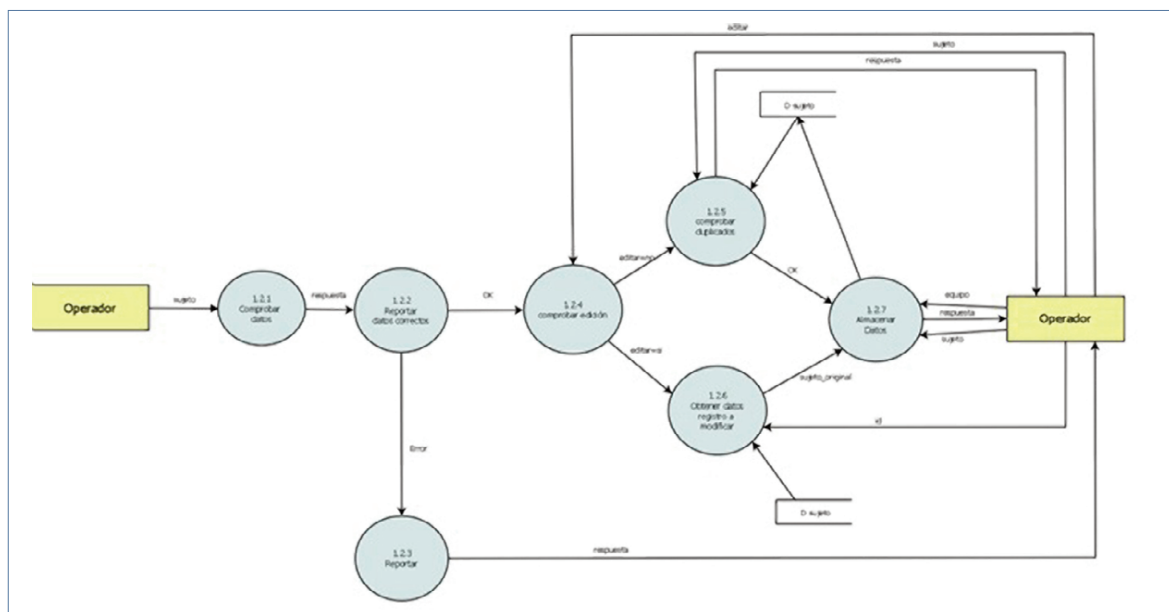 editar
sujeto
respuesta
D sujeto
1.2.5
comprobar
duplicados
Operador
sujeto
1.2.1
Comprobar
datos
respuesta
1.2.2
Reportar
datos correctos
OK
1.2.4
comprobar edisón
editar=no
OK
1.2.7
Almacenar
Datos
equipo
respuesta
sujeto
Operador
editar=si
sujeto_original
1.2.6
Obtener datos
registro a
modificar
id
Error
D sujeto
1.2.3
Reportar
respuesta